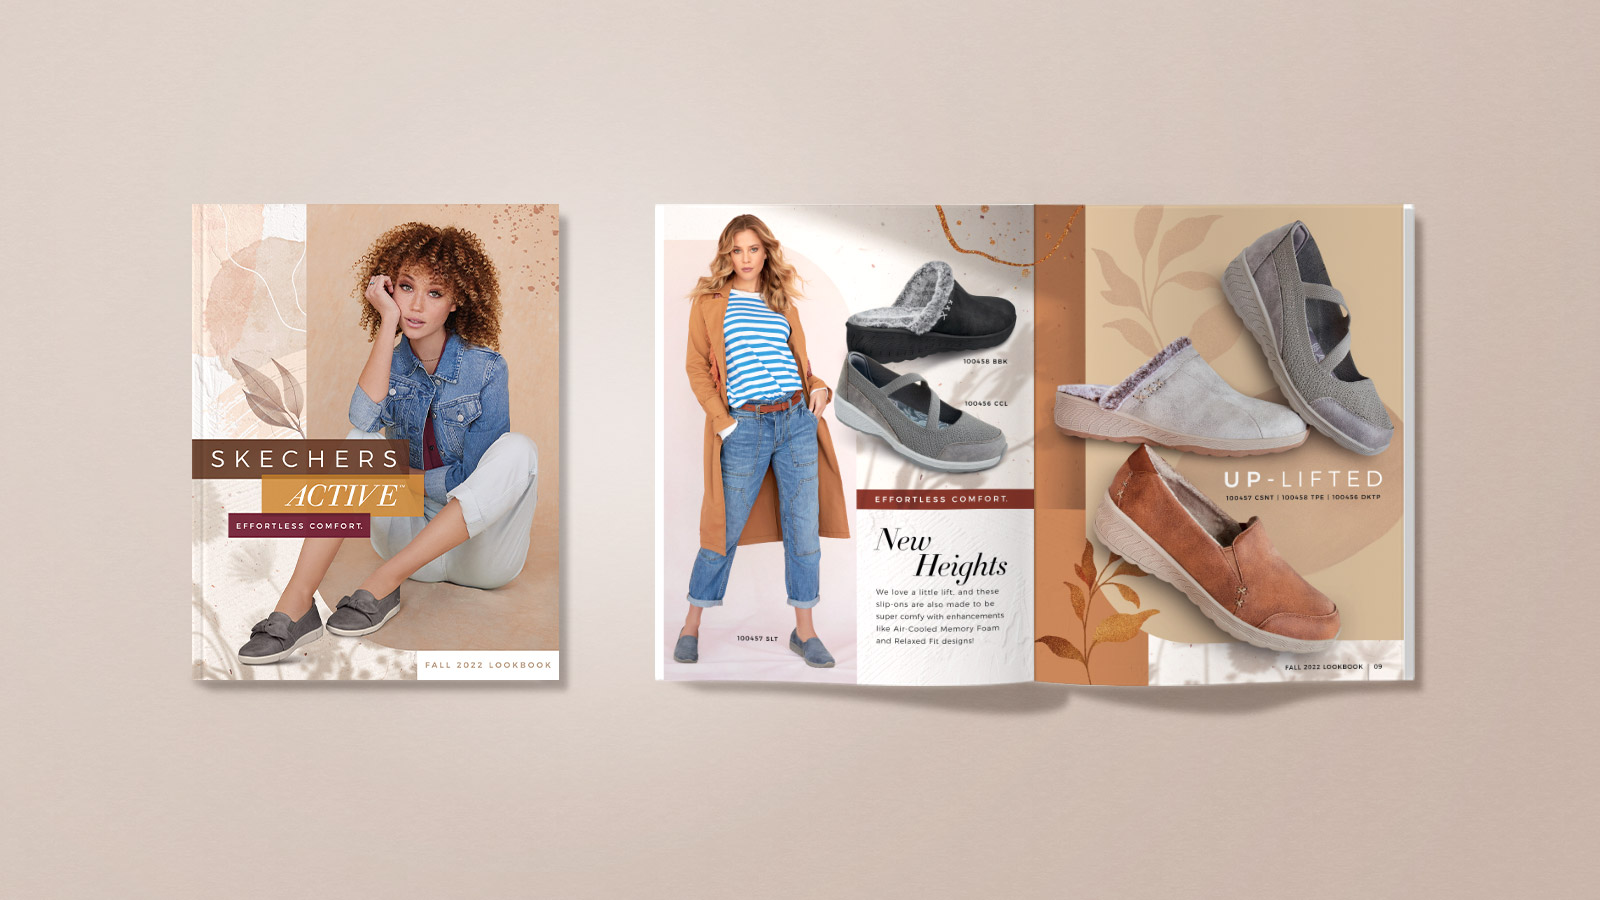 SKECHERS
ACTIVE™
EFFORTLESS COMFORT.
FALL 2022 LOOKBOOK
100458 BBK
100456 CCL
EFFORTLESS COMFORT.
New
Heights
We love a little lift, and these
slip-ons are also made to be
super comfy with enhancements
like Air-Cooled Memory Foam
and Relaxed Fit designs!
100457 SLT
UP-LIFTED
100457 CSNT | 100458 TPE | 100456 DKTP
FALL 2022 LOOKBOOK | 09